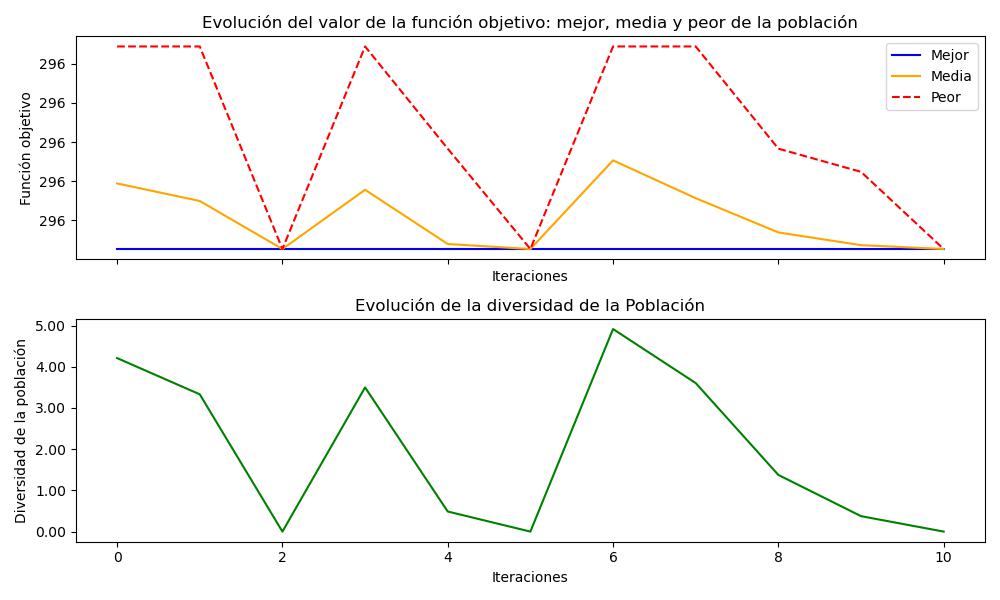 Evolución del valor de la función objetivo: mejor, media y peor de la población
296
296
296
296
296
Función objetivo
Mejor
Media
Peor
Iteraciones
Evolución de la diversidad de la Población
5.00
4.00
3.00
2.00
1.00
0.00
Diversidad de la población
0 2 4 6 8 10
Iteraciones